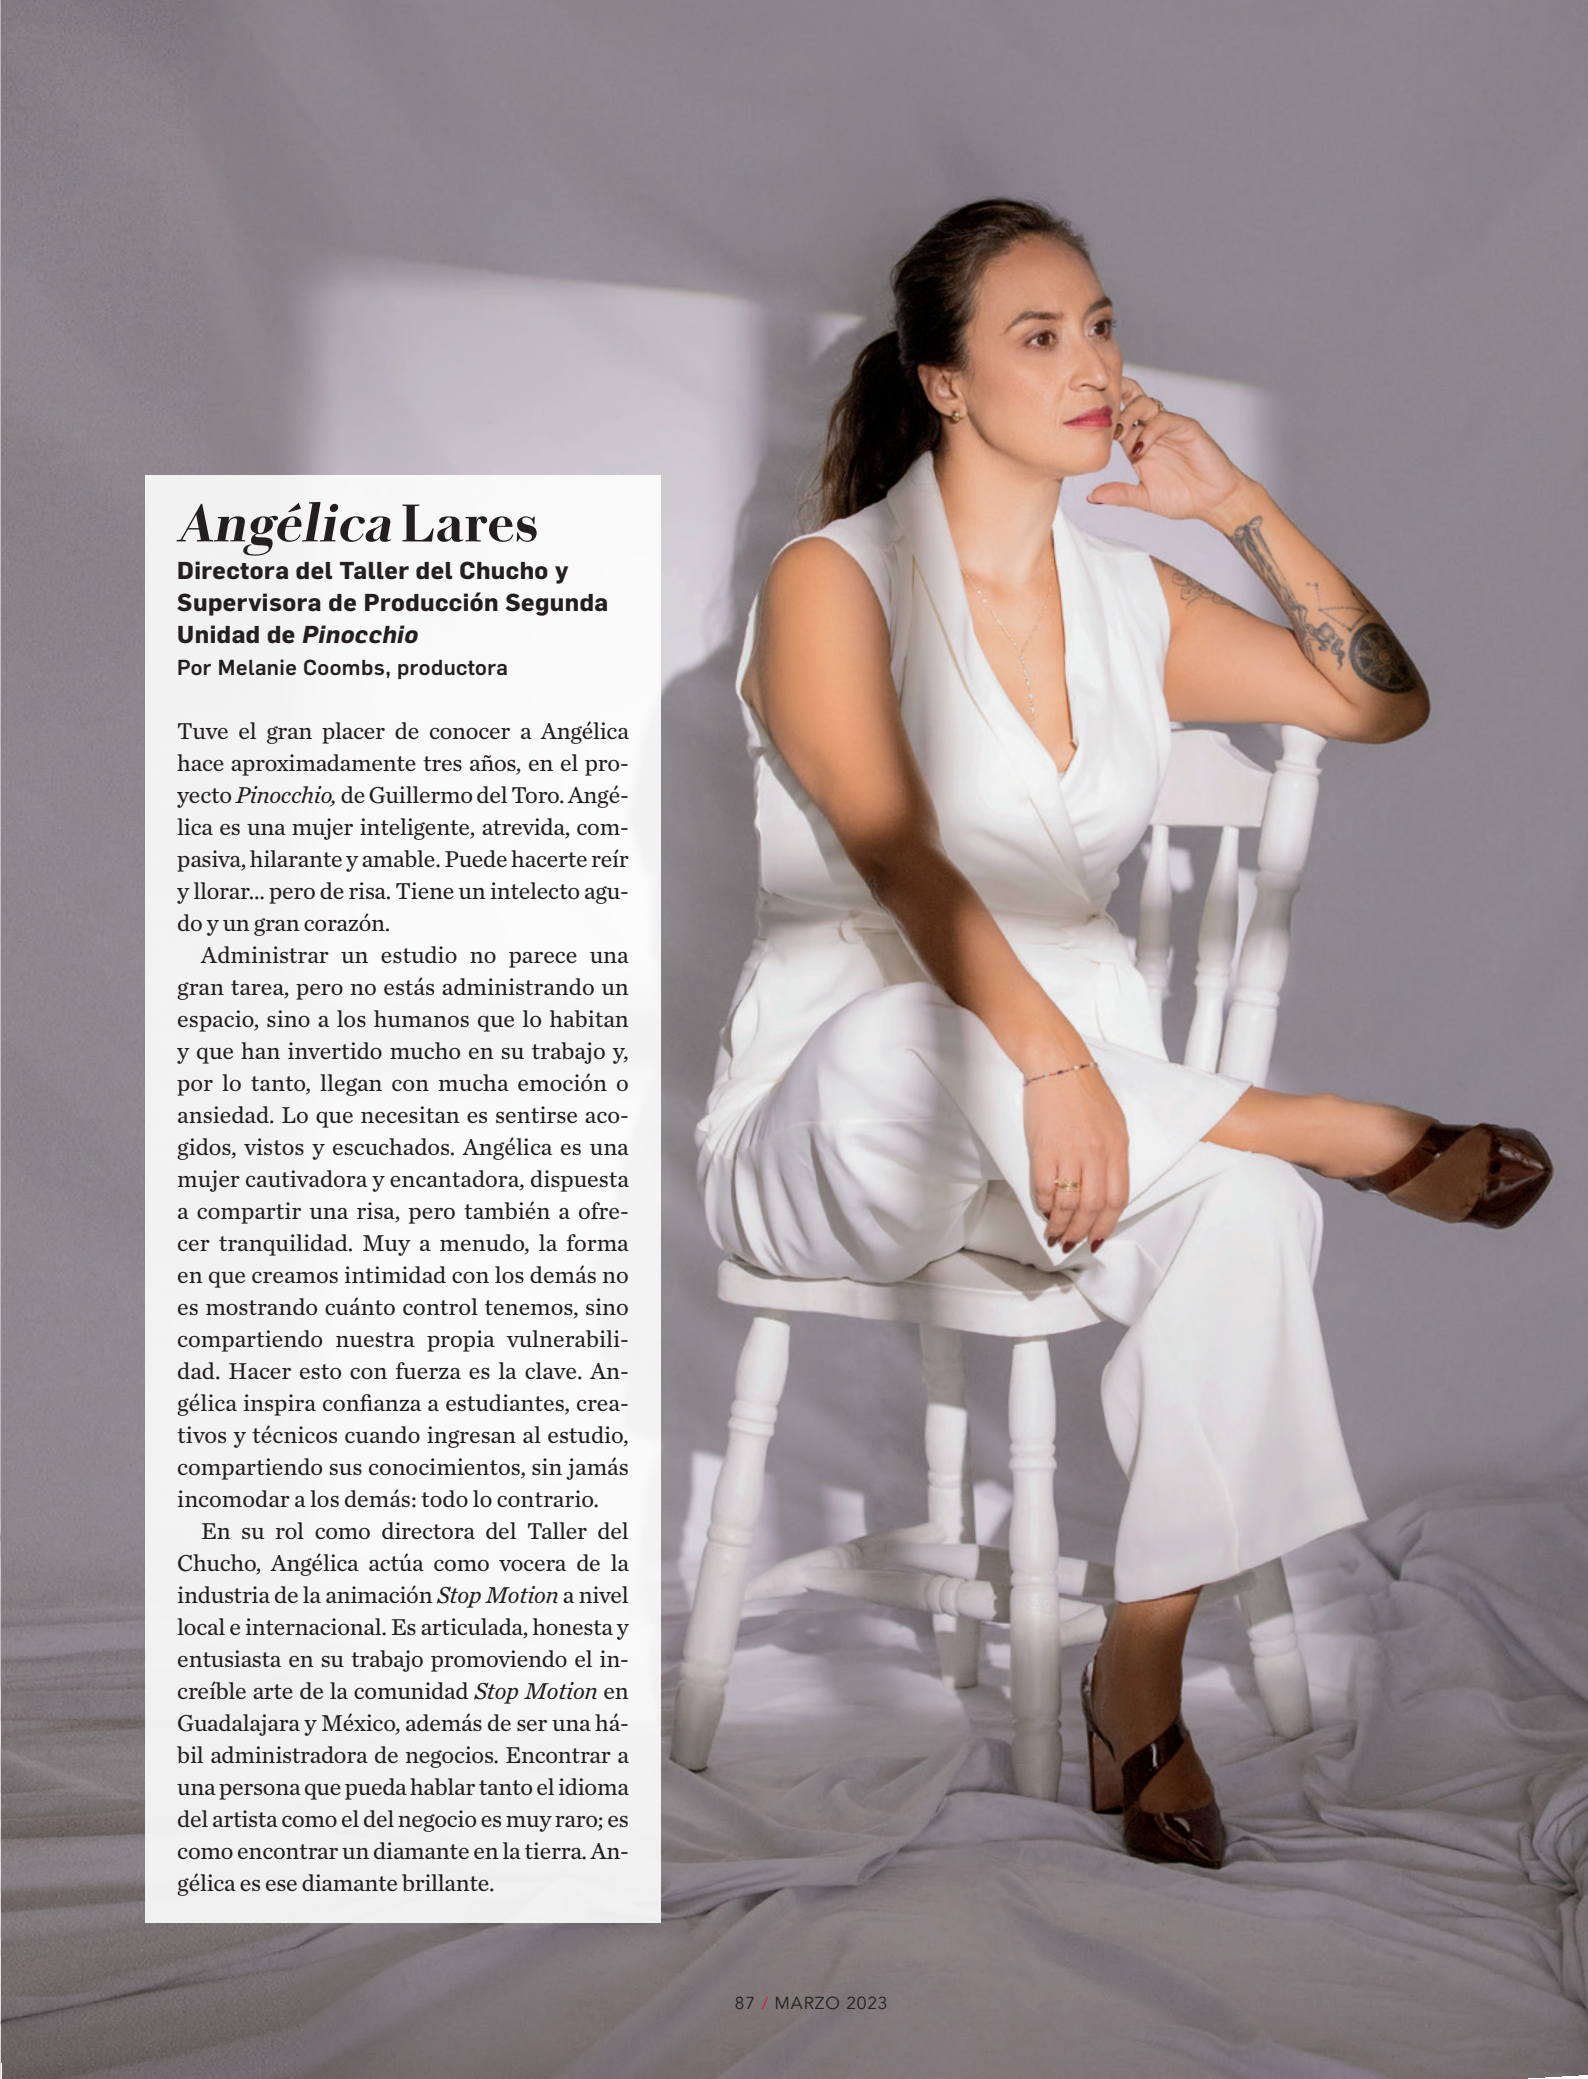 Angélica Lares
Directora del Taller del Chucho y
Supervisora de Producción Segunda
Unidad de Pinocchio
Por Melanie Coombs, productora
Tuve el gran placer de conocer a Angélica
hace aproximadamente tres años, en el pro-
yecto Pinocchio, de Guillermo del Toro. Angé-
lica es una mujer inteligente, atrevida, com-
pasiva, hilarante y amable. Puede hacerte reír
y llorar... pero de risa. Tiene un intelecto agu-
do y un gran corazón.
Administrar un estudio no parece una
gran tarea, pero no estás administrando un
espacio, sino a los humanos que lo habitan
y que han invertido mucho en su trabajo y,
por lo tanto, llegan con mucha emoción o
ansiedad. Lo que necesitan es sentirse aco-
gidos, vistos y escuchados. Angélica es una
mujer cautivadora y encantadora, dispuesta
a compartir una risa, pero también a ofre-
cer tranquilidad. Muy a menudo, la forma
en que creamos intimidad con los demás no
es mostrando cuánto control tenemos, sino
compartiendo nuestra propia vulnerabili-
dad. Hacer esto con fuerza es la clave. An-
gélica inspira confianza a estudiantes, crea-
tivos y técnicos cuando ingresan al estudio,
compartiendo sus conocimientos, sin jamás
incomodar a los demás: todo lo contrario.
En su rol como directora del Taller del
Chucho, Angélica actúa como vocera de la
industria de la animación Stop Motion a nivel
local e internacional. Es articulada, honesta y
entusiasta en su trabajo promoviendo el in-
creíble arte de la comunidad Stop Motion en
Guadalajara y México, además de ser una há-
bil administradora de negocios. Encontrar a
una persona que pueda hablar tanto el idioma
del artista como el del negocio es muy raro; es
como encontrar un diamante en la tierra. An-
gélica es ese diamante brillante.
87 / MARZO 2023